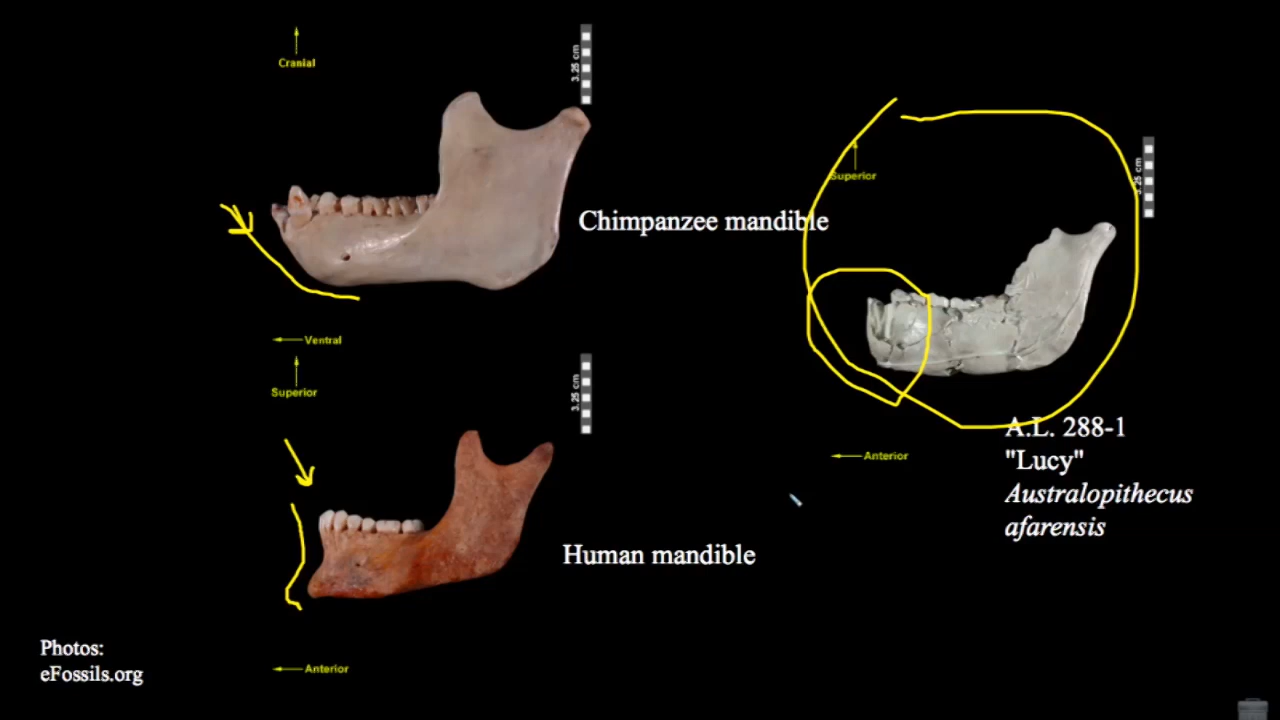 Cranial
3.25 cm
Chimpanzee mandible
Ventral
Superior
3.25 cm
Human mandible
Anterior
Superior
3.25 cm
Anterior
A.L. 288-1
"Lucy"
Australopithecus
afarensis
Photos:
eFossils.org